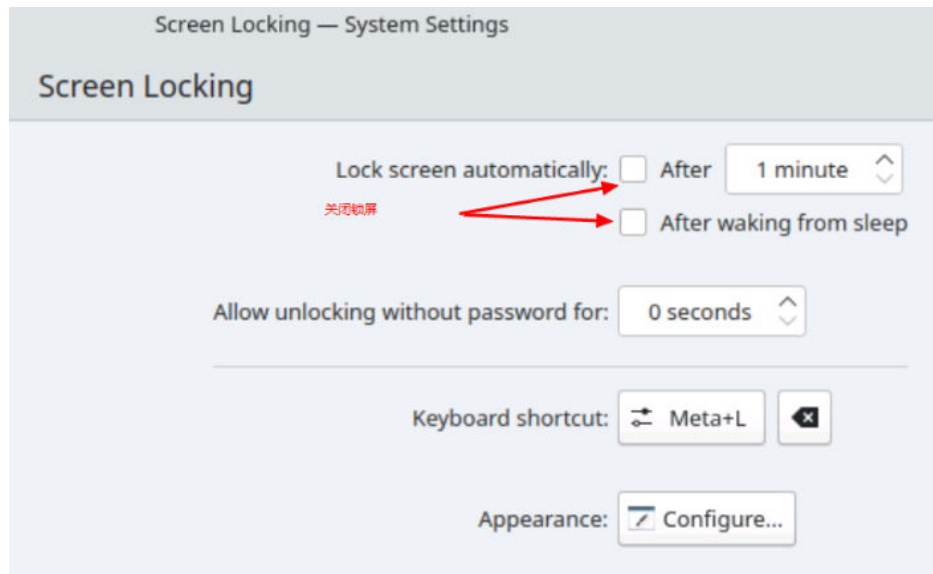 Screen Locking — System Settings
Screen Locking
Lock screen automatically: After 1 minute
关闭锁屏
After waking from sleep
Allow unlocking without password for: 0 seconds
Keyboard shortcut: Meta+L
Appearance: Configure...